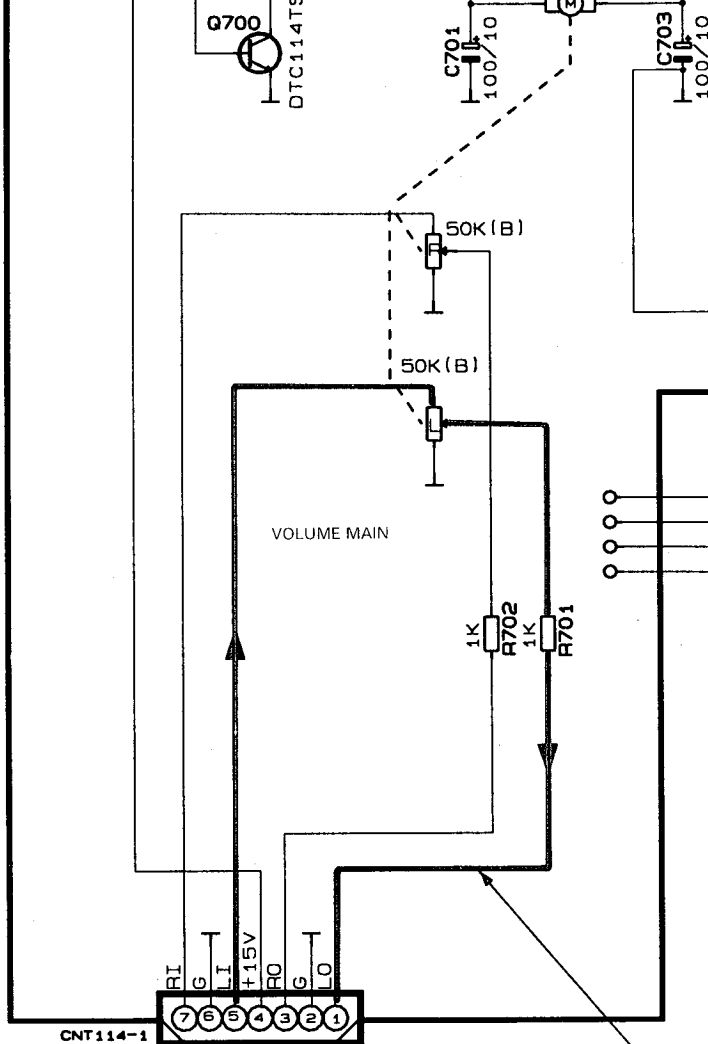 Q700
DTC114TS
M
C701
100/10
C703
100/10
50K(B)
50K(B)
VOLUME MAIN
1K
R702
1K
R701
RI
G
LI
+15V
RO
G
LO
7 6 5 4 3 2 1
CNT114-1